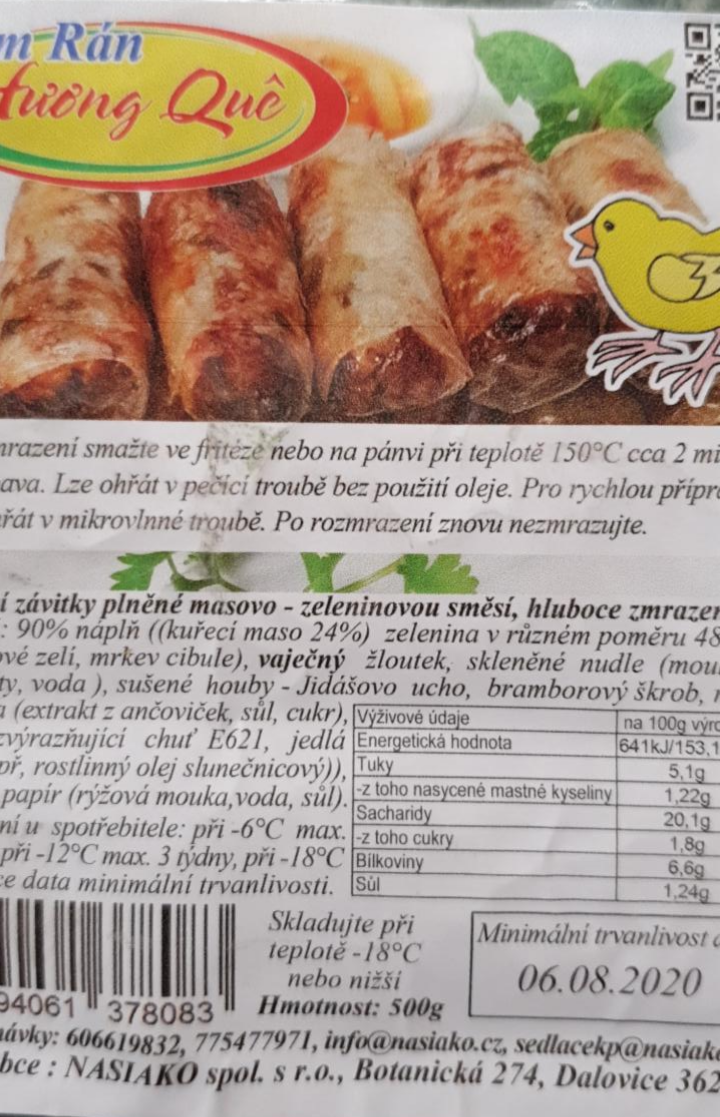 m Rán
Hương Quê
mrazení smažte ve fritéze nebo na pánvi při teplotě 150°C cca 2 mi
ava. Lze ohřát v pečící troubě bez použití oleje. Pro rychlou přípr
řát v mikrovlnné troubě. Po rozmrazení znovu nezmrazujte.
í závitky plněné masovo - zeleninovou směsí, hluboce zmrazen
: 90% náplň ((kuřecí maso 24%) zelenina v různém poměru 48
ové zelí, mrkev cibule), vaječný žloutek, skleněné nudle (mou
ty, voda ), sušené houby - Jidášovo ucho, bramborový škrob,
a (extrakt z ančoviček, sůl, cukr),
zvýrazňující chuť E621, jedlá
př, rostlinný olej slunečnicový)),
papír (rýžová mouka,voda, sůl).
ní u spotřebitele: při -6°C max.
při -12°C max. 3 týdny, při -18°C
ce data minimální trvanlivosti.
Výživové údaje na 100g výro
Energetická hodnota 641kJ/153,1
Tuky 5,1g
-z toho nasycené mastné kyseliny 1,22g
Sacharidy 20,1g
-z toho cukry 1,8g
Bílkoviny 6,6g
Sůl 1,24g
Skladujte při
teplotě -18°C
nebo nižší
Hmotnost: 500g
Minimální trvanlivost d
06.08.2020
94061 378083
návky: 606619832, 775477971, info@nasiako.cz, sedlacekp@nasiako
bce : NASIAKO spol. s r.o., Botanická 274, Dalovice 362